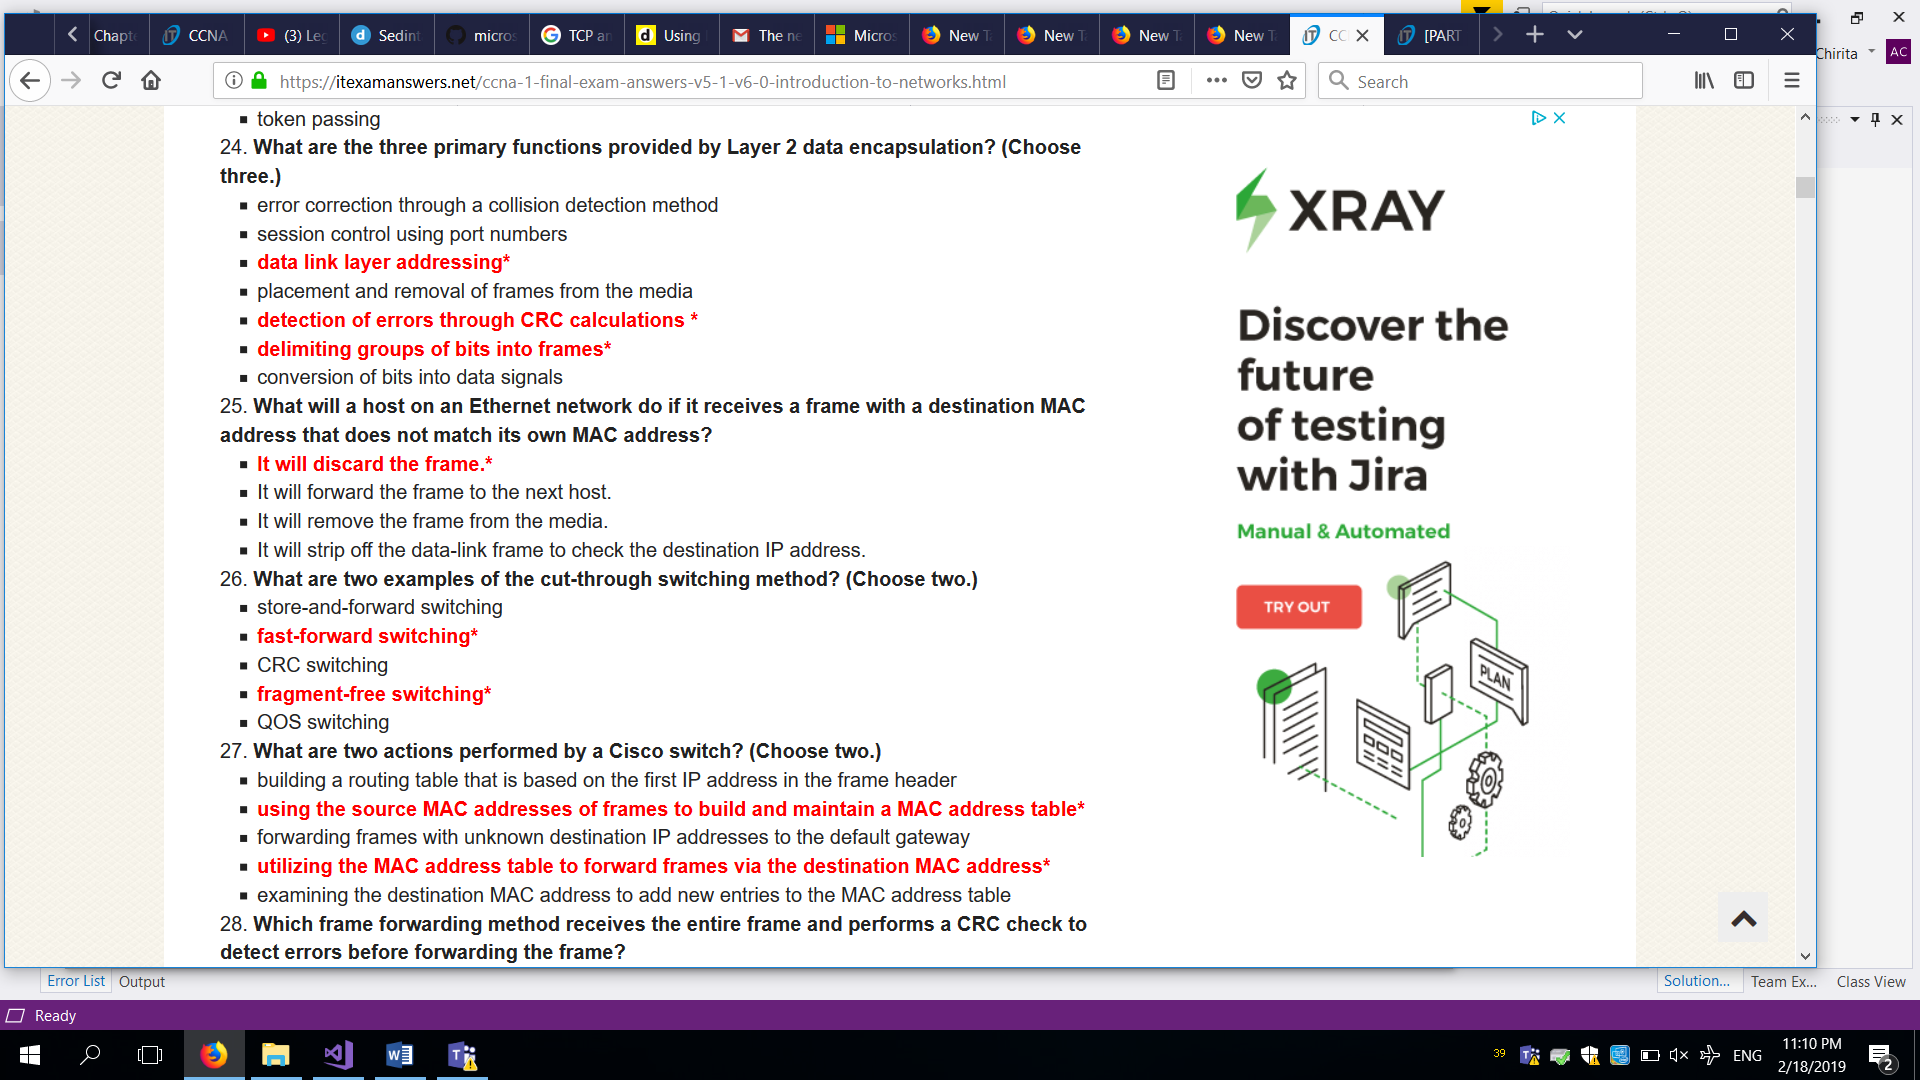 Chapt
CCNA
(3) Le
Sedint
micros
TCP an
Using
The ne
Micros
New T
New T
New T
New T
CC
[PART
Chirita
AC
https://itexamanswers.net/ccna-1-final-exam-answers-v5-1-v6-0-introduction-to-networks.html
Search
token passing
24. What are the three primary functions provided by Layer 2 data encapsulation? (Choose
three.)
error correction through a collision detection method
session control using port numbers
data link layer addressing*
placement and removal of frames from the media
detection of errors through CRC calculations *
delimiting groups of bits into frames*
conversion of bits into data signals
25. What will a host on an Ethernet network do if it receives a frame with a destination MAC
address that does not match its own MAC address?
It will discard the frame.*
It will forward the frame to the next host.
It will remove the frame from the media.
It will strip off the data-link frame to check the destination IP address.
26. What are two examples of the cut-through switching method? (Choose two.)
store-and-forward switching
fast-forward switching*
CRC switching
fragment-free switching*
QOS switching
27. What are two actions performed by a Cisco switch? (Choose two.)
building a routing table that is based on the first IP address in the frame header
using the source MAC addresses of frames to build and maintain a MAC address table*
forwarding frames with unknown destination IP addresses to the default gateway
utilizing the MAC address table to forward frames via the destination MAC address*
examining the destination MAC address to add new entries to the MAC address table
28. Which frame forwarding method receives the entire frame and performs a CRC check to
detect errors before forwarding the frame?
XRAY
Discover the
future
of testing
with Jira
Manual & Automated
TRY OUT
PLAN
Error List
Output
Solution...
Team Ex...
Class View
Ready
39
ENG
11:10 PM
2/18/2019
2